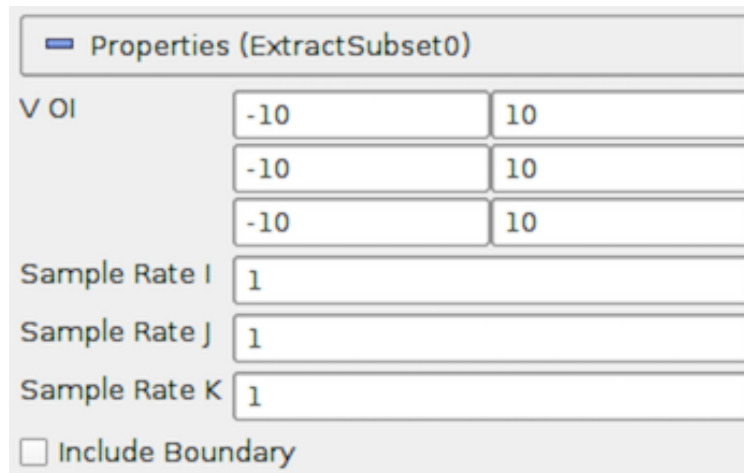 Properties (ExtractSubset0)
V OI -10 10
-10 10
-10 10
Sample Rate I 1
Sample Rate J 1
Sample Rate K 1
Include Boundary